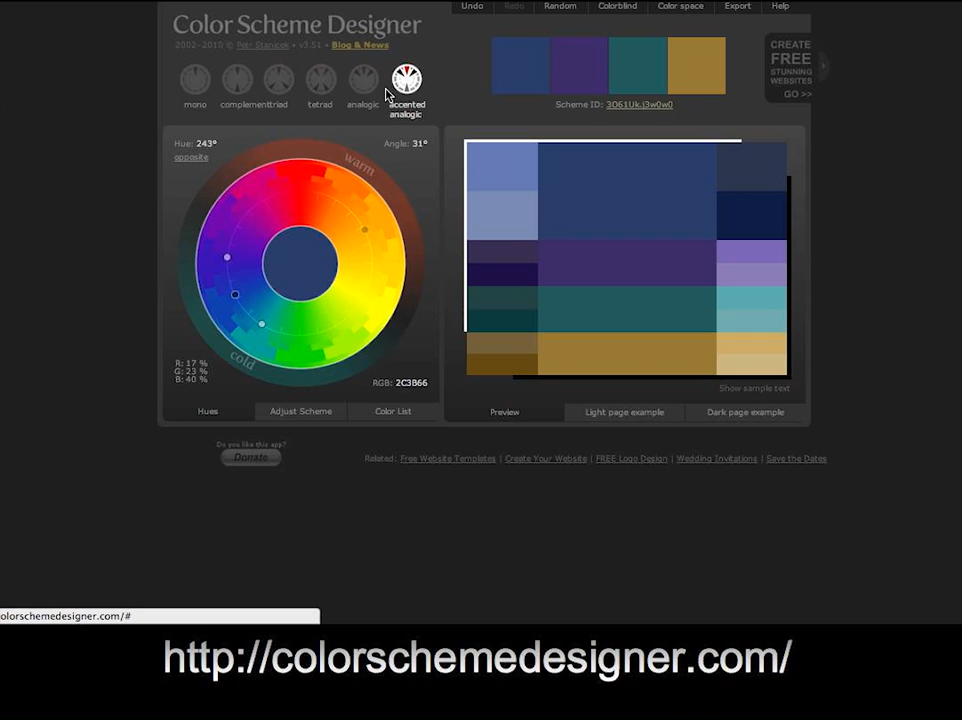 Undo Redo Random Colorblind Color space Export Help
Color Scheme Designer
2002–2010 © Petr Stanicek • v3.51 • Blog & News
mono complement triad tetrad analogic accented analogic
Scheme ID: 3O61Uk.j3w0w0
CREATE
FREE
STUNNING
WEBSITES
GO >>
Hue: 243°
Angle: 31°
opposite
warm
cold
R: 17 %
G: 23 %
B: 40 %
RGB: 2C3B66
Show sample text
Hues Adjust Scheme Color List
Preview Light page example Dark page example
Do you like this app?
Donate
Related: Free Website Templates | Create Your Website | FREE Logo Design | Wedding Invitations | Save the Dates
olorschemedesigner.com/#
http://colorschemedesigner.com/